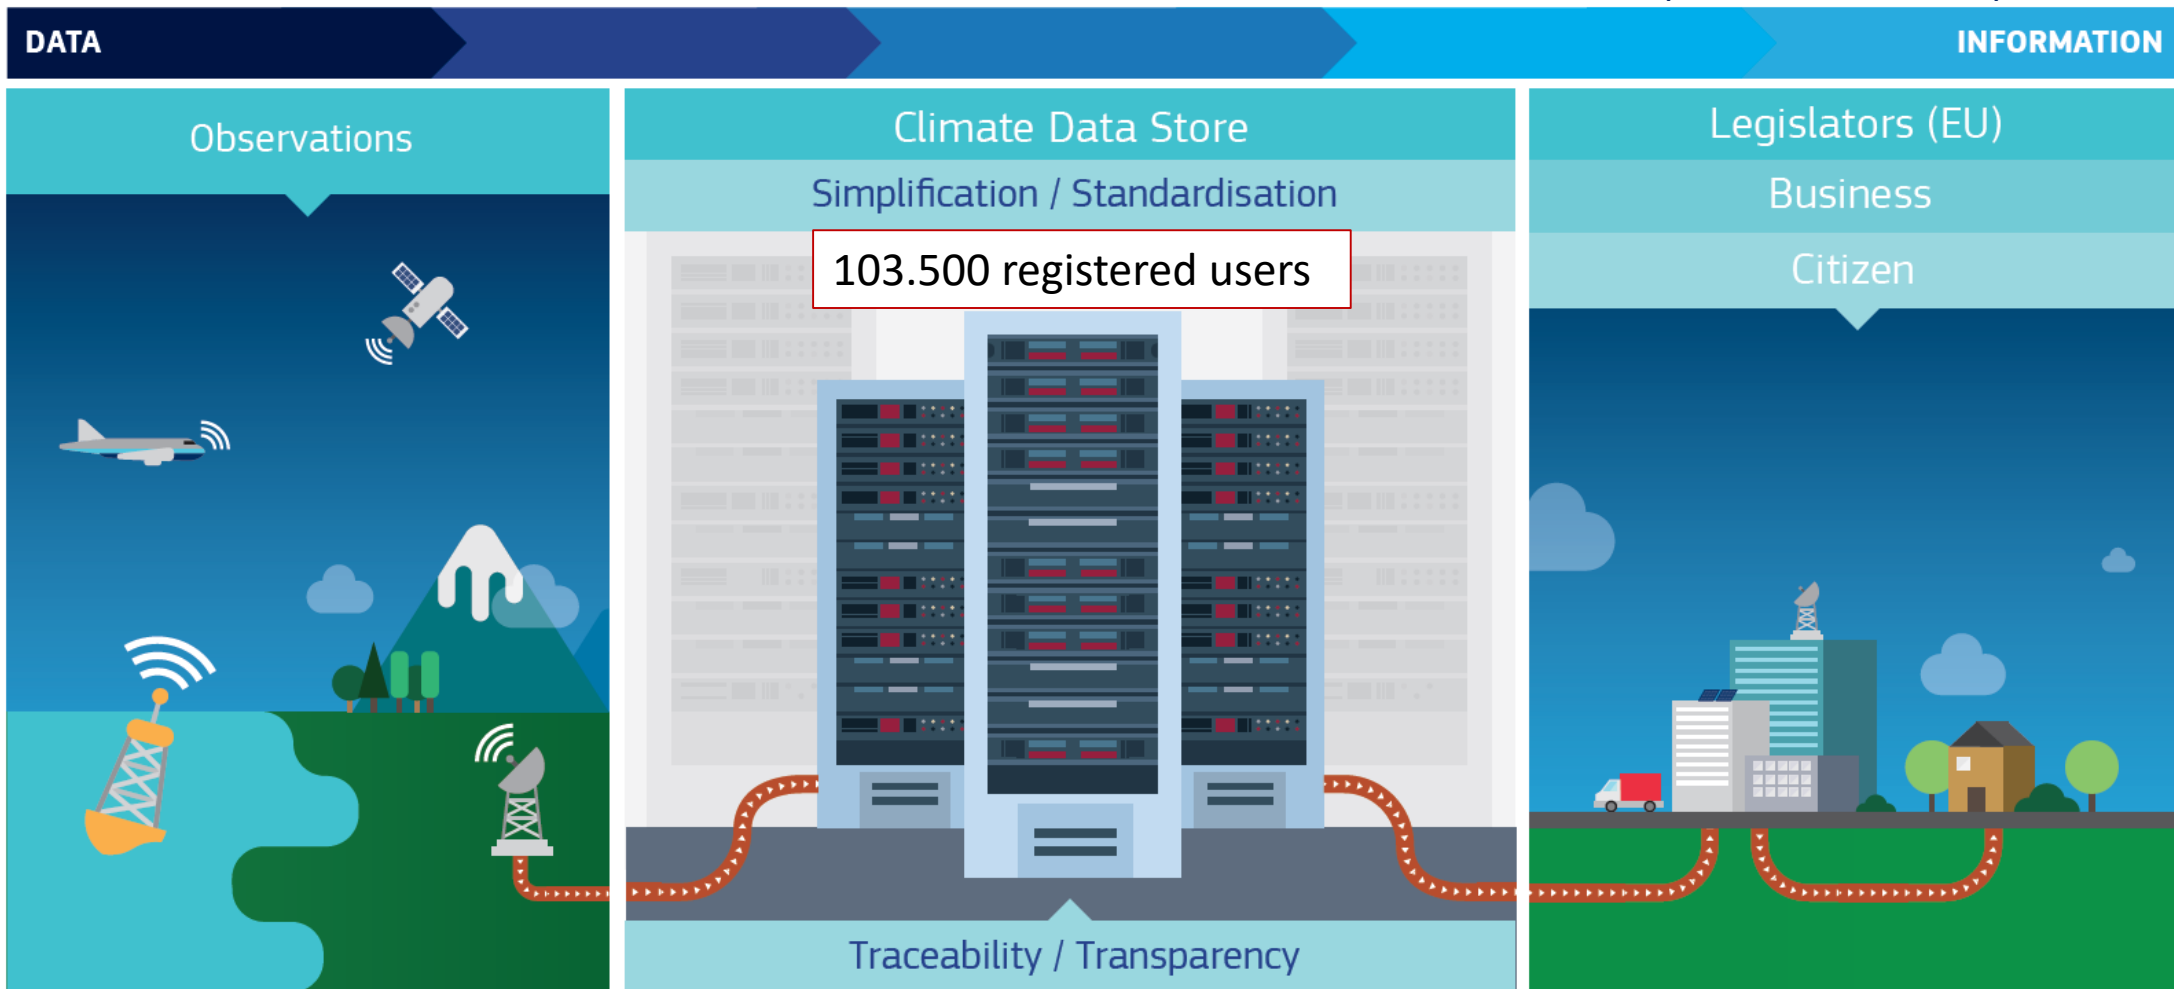 DATA
INFORMATION
Observations
Climate Data Store
Simplification / Standardisation
103.500 registered users
Traceability / Transparency
Legislators (EU)
Business
Citizen